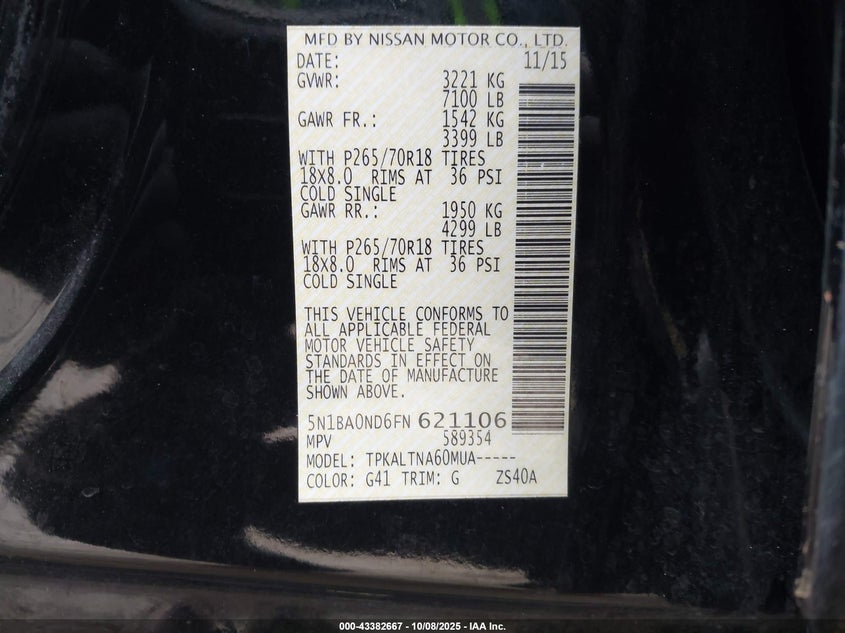 MFD BY NISSAN MOTOR CO., LTD.
DATE: 11/15
GVWR: 3221 KG
7100 LB
GAWR FR.: 1542 KG
3399 LB
WITH P265/70R18 TIRES
18X8.0 RIMS AT 36 PSI
COLD SINGLE
GAWR RR.: 1950 KG
4299 LB
WITH P265/70R18 TIRES
18X8.0 RIMS AT 36 PSI
COLD SINGLE
THIS VEHICLE CONFORMS TO
ALL APPLICABLE FEDERAL
MOTOR VEHICLE SAFETY
STANDARDS IN EFFECT ON
THE DATE OF MANUFACTURE
SHOWN ABOVE.
5N1BA0ND6FN 621106
MPV 589354
MODEL: TPKALTNA60MUA-----
COLOR: G41 TRIM: G ZS40A
000-43382667 - 10/08/2025 - IAA Inc.